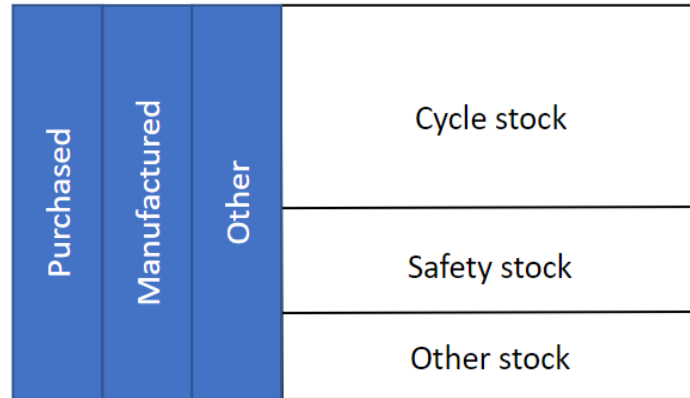 Purchased
Manufactured
Other
Cycle stock
Safety stock
Other stock